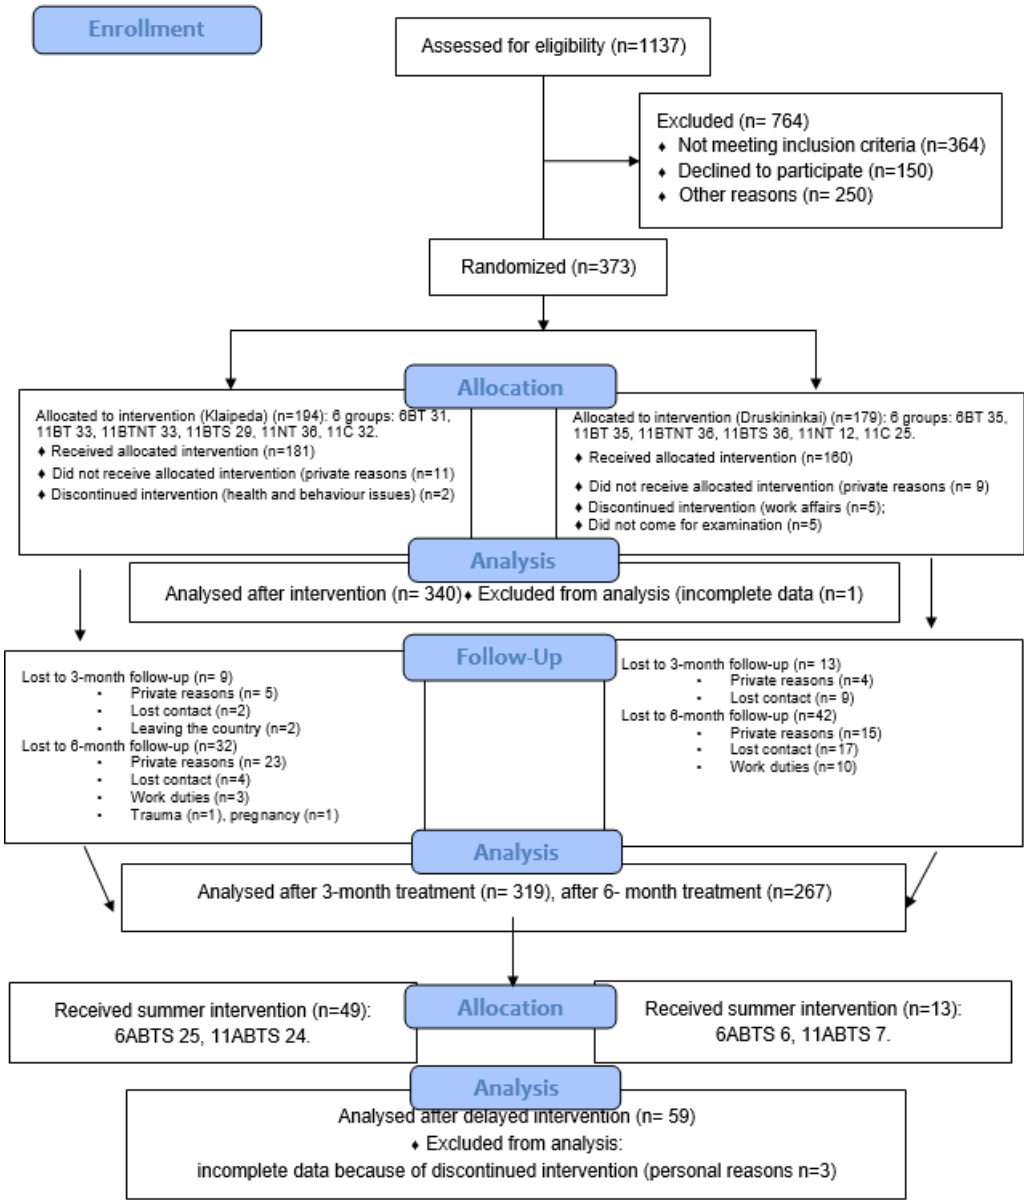 Enrollment
Assessed for eligibility (n=1137)
Excluded (n= 764)
♦ Not meeting inclusion criteria (n=364)
♦ Declined to participate (n=150)
♦ Other reasons (n= 250)
Randomized (n=373)
Allocation
Allocated to intervention (Klaipeda) (n=194): 6 groups: 6BT 31,
11BT 33, 11BTNT 33, 11BTS 29, 11NT 36, 11C 32.
♦ Received allocated intervention (n=181)
♦ Did not receive allocated intervention (private reasons (n=11)
♦ Discontinued intervention (health and behaviour issues) (n=2)
Allocated to intervention (Druskininkai) (n=179): 6 groups: 6BT 35,
11BT 35, 11BTNT 36, 11BTS 36, 11NT 12, 11C 25.
♦ Received allocated intervention (n=160)
♦ Did not receive allocated intervention (private reasons (n= 9)
♦ Discontinued intervention (work affairs (n=5);
♦ Did not come for examination (n=5)
Analysis
Analysed after intervention (n= 340)♦ Excluded from analysis (incomplete data (n=1)
Follow-Up
Lost to 3-month follow-up (n= 9)
• Private reasons (n= 5)
• Lost contact (n=2)
• Leaving the country (n=2)
Lost to 6-month follow-up (n=32)
• Private reasons (n= 23)
• Lost contact (n=4)
• Work duties (n=3)
• Trauma (n=1), pregnancy (n=1)
Lost to 3-month follow-up (n= 13)
• Private reasons (n=4)
• Lost contact (n= 9)
Lost to 6-month follow-up (n=42)
• Private reasons (n=15)
• Lost contact (n=17)
• Work duties (n=10)
Analysis
Analysed after 3-month treatment (n= 319), after 6- month treatment (n=267)
Allocation
Received summer intervention (n=49):
6ABTS 25, 11ABTS 24.
Received summer intervention (n=13):
6ABTS 6, 11ABTS 7.
Analysis
Analysed after delayed intervention (n= 59)
♦ Excluded from analysis:
incomplete data because of discontinued intervention (personal reasons n=3)